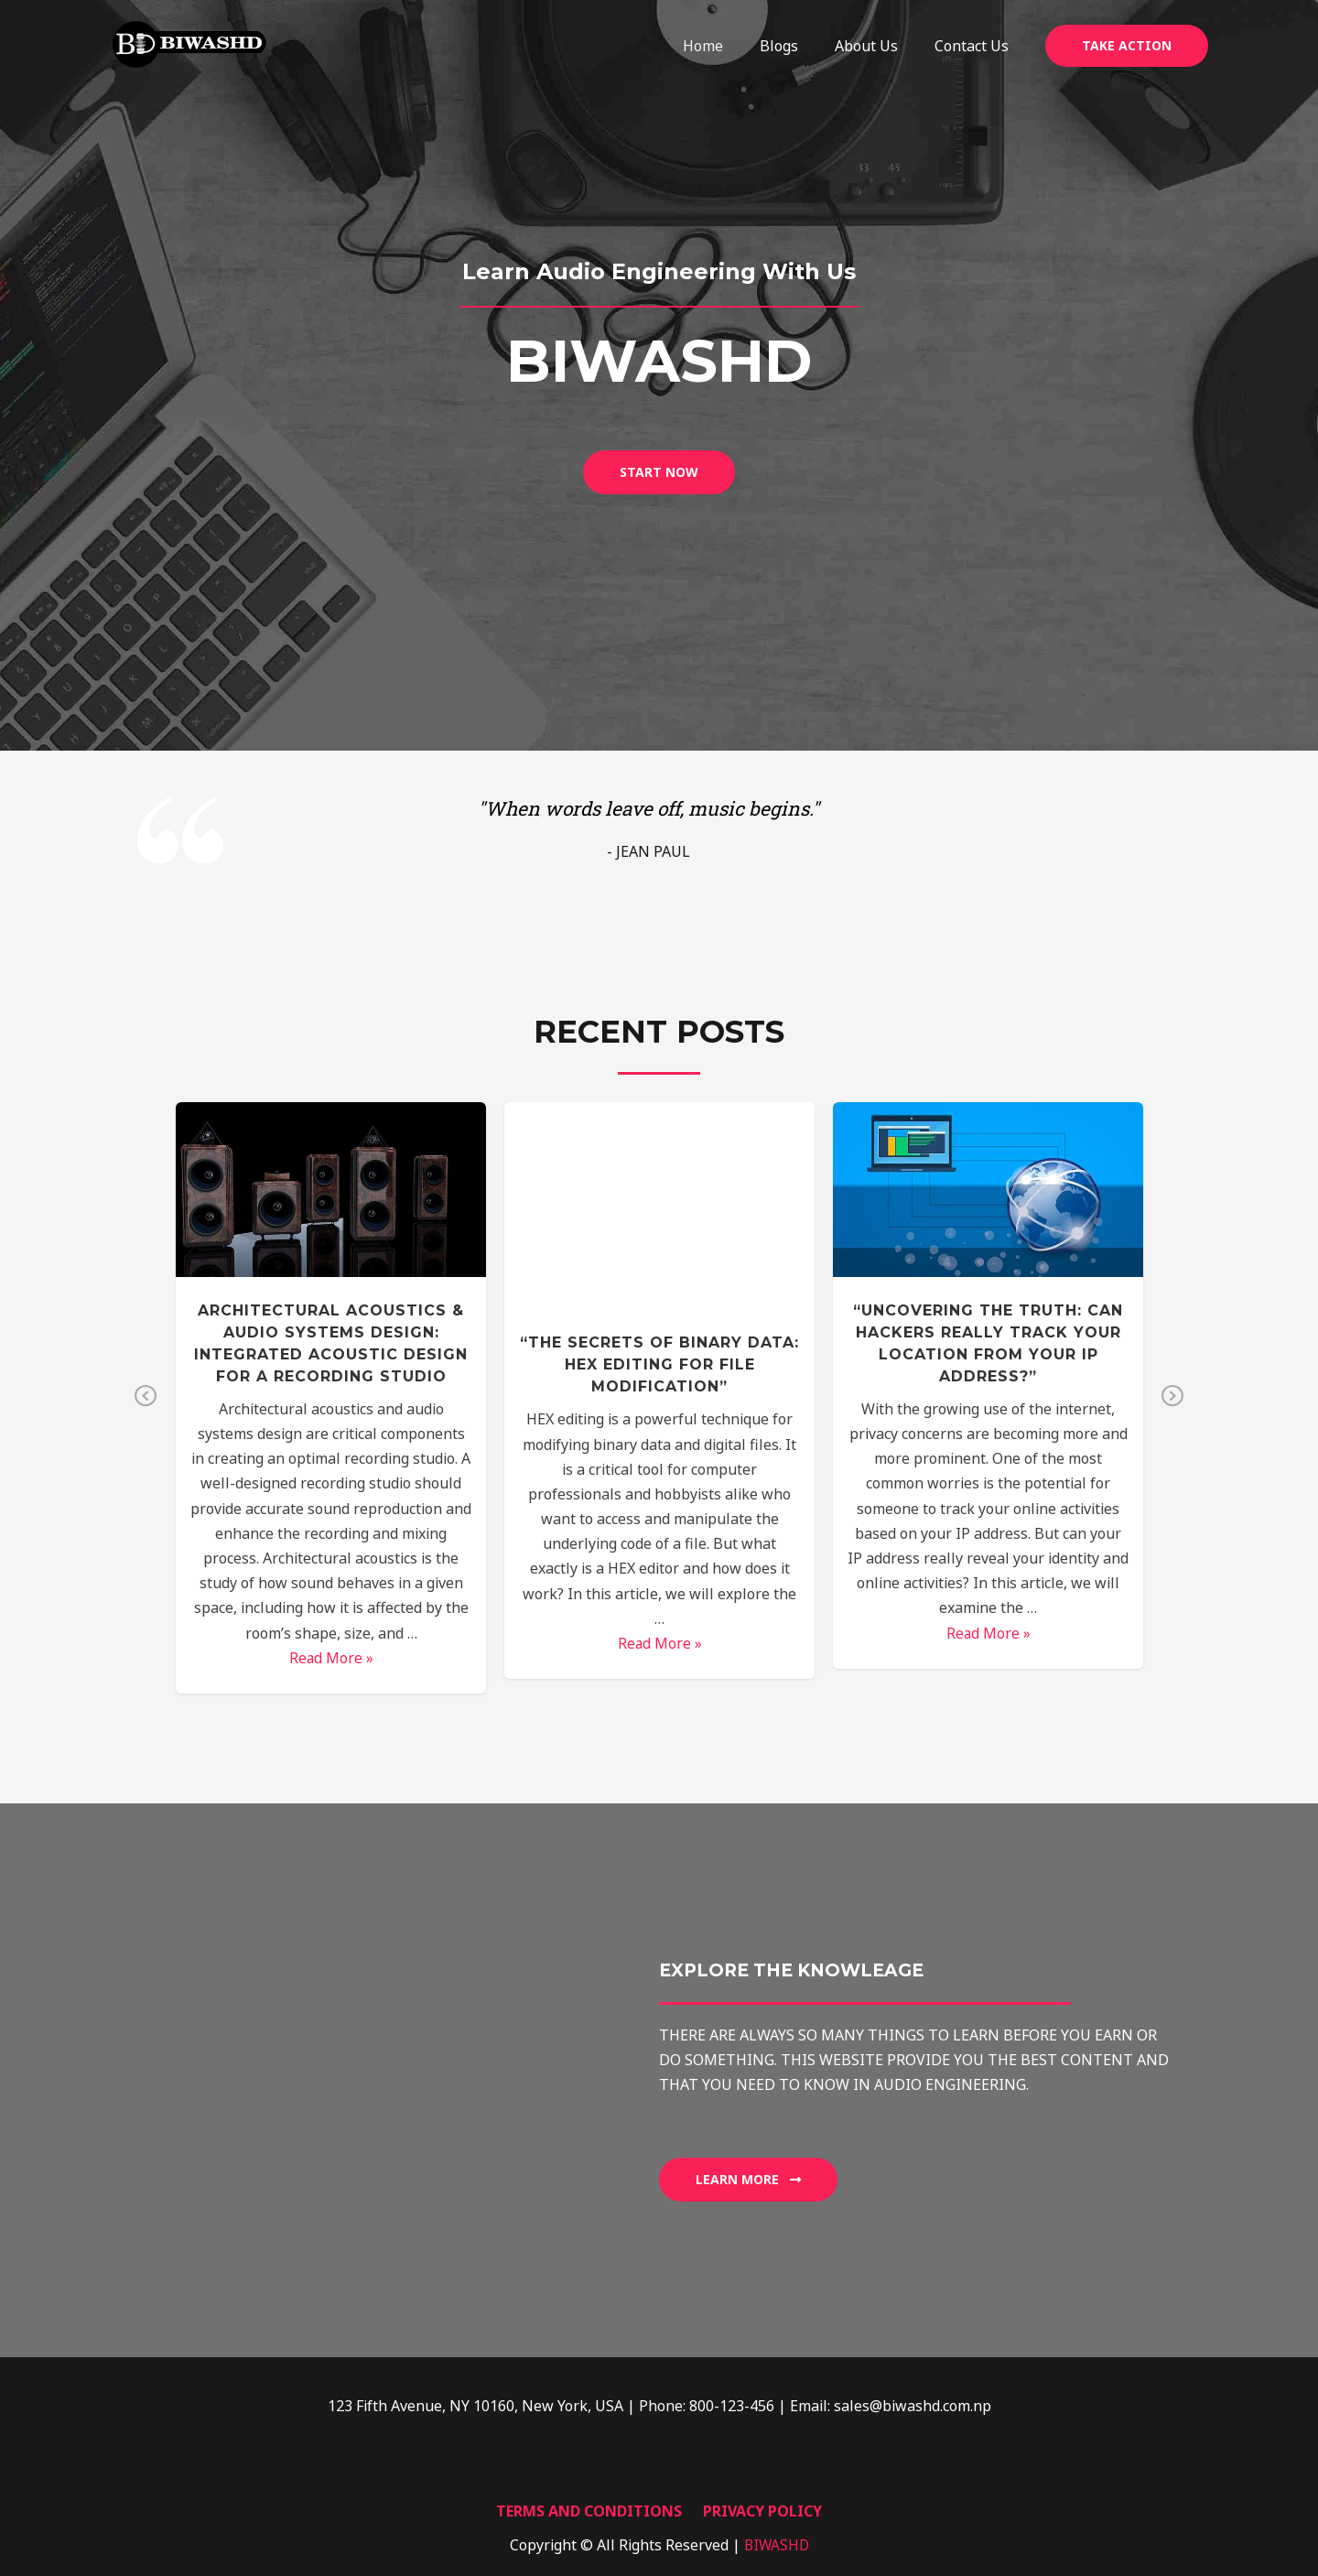 BD BIWASHD
Home Blogs About Us Contact Us TAKE ACTION
33 45
Learn Audio Engineering With Us
BIWASHD
START NOW
"When words leave off, music begins."
- JEAN PAUL
RECENT POSTS
ARCHITECTURAL ACOUSTICS &
AUDIO SYSTEMS DESIGN:
INTEGRATED ACOUSTIC DESIGN
FOR A RECORDING STUDIO
Architectural acoustics and audio
systems design are critical components
in creating an optimal recording studio. A
well-designed recording studio should
provide accurate sound reproduction and
enhance the recording and mixing
process. Architectural acoustics is the
study of how sound behaves in a given
space, including how it is affected by the
room’s shape, size, and …
Read More »
“THE SECRETS OF BINARY DATA:
HEX EDITING FOR FILE
MODIFICATION”
HEX editing is a powerful technique for
modifying binary data and digital files. It
is a critical tool for computer
professionals and hobbyists alike who
want to access and manipulate the
underlying code of a file. But what
exactly is a HEX editor and how does it
work? In this article, we will explore the
…
Read More »
“UNCOVERING THE TRUTH: CAN
HACKERS REALLY TRACK YOUR
LOCATION FROM YOUR IP
ADDRESS?”
With the growing use of the internet,
privacy concerns are becoming more and
more prominent. One of the most
common worries is the potential for
someone to track your online activities
based on your IP address. But can your
IP address really reveal your identity and
online activities? In this article, we will
examine the …
Read More »
EXPLORE THE KNOWLEAGE
THERE ARE ALWAYS SO MANY THINGS TO LEARN BEFORE YOU EARN OR
DO SOMETHING. THIS WEBSITE PROVIDE YOU THE BEST CONTENT AND
THAT YOU NEED TO KNOW IN AUDIO ENGINEERING.
LEARN MORE
123 Fifth Avenue, NY 10160, New York, USA | Phone: 800-123-456 | Email: sales@biwashd.com.np
TERMS AND CONDITIONS PRIVACY POLICY
Copyright © All Rights Reserved | BIWASHD